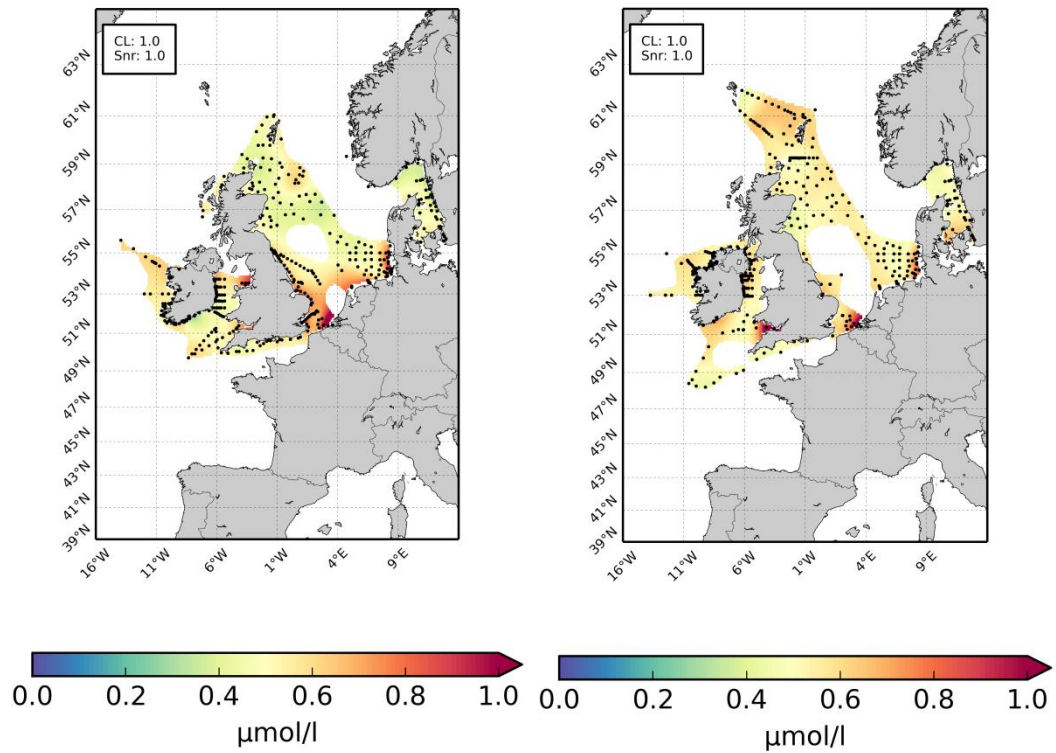 CL: 1.0
Snr: 1.0
63°N
61°N
59°N
57°N
55°N
53°N
51°N
49°N
47°N
45°N
43°N
41°N
39°N
16°W 11°W 6°W 1°W 4°E 9°E
0.0 0.2 0.4 0.6 0.8 1.0
µmol/l
CL: 1.0
Snr: 1.0
63°N
61°N
59°N
57°N
55°N
53°N
51°N
49°N
47°N
45°N
43°N
41°N
39°N
16°W 11°W 6°W 1°W 4°E 9°E
0.0 0.2 0.4 0.6 0.8 1.0
µmol/l